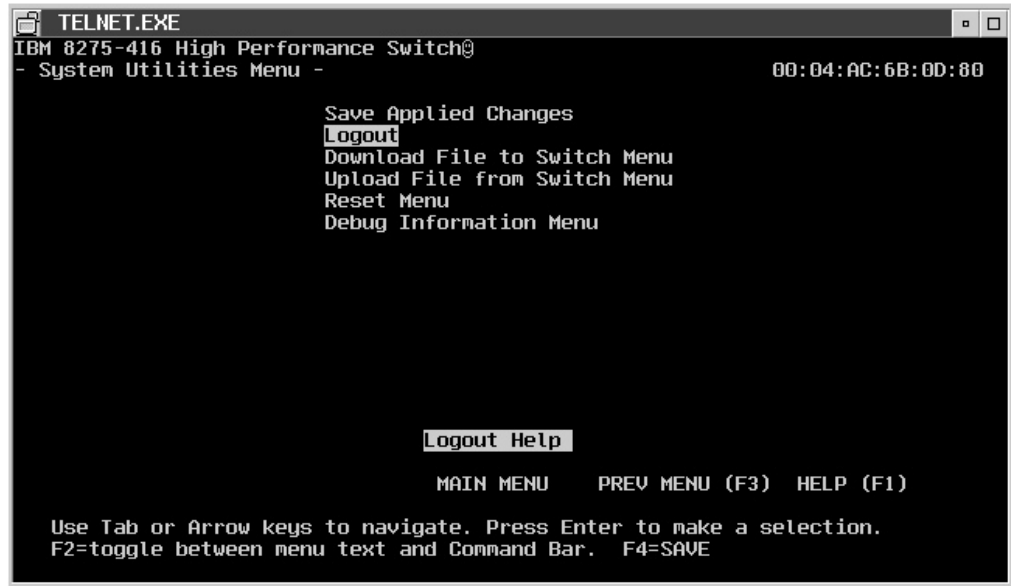 TELNET.EXE
IBM 8275-416 High Performance Switch
- System Utilities Menu - 00:04:AC:6B:0D:80
Save Applied Changes
Logout
Download File to Switch Menu
Upload File from Switch Menu
Reset Menu
Debug Information Menu
Logout Help
MAIN MENU PREV MENU (F3) HELP (F1)
Use Tab or Arrow keys to navigate. Press Enter to make a selection.
F2=toggle between menu text and Command Bar. F4=SAVE